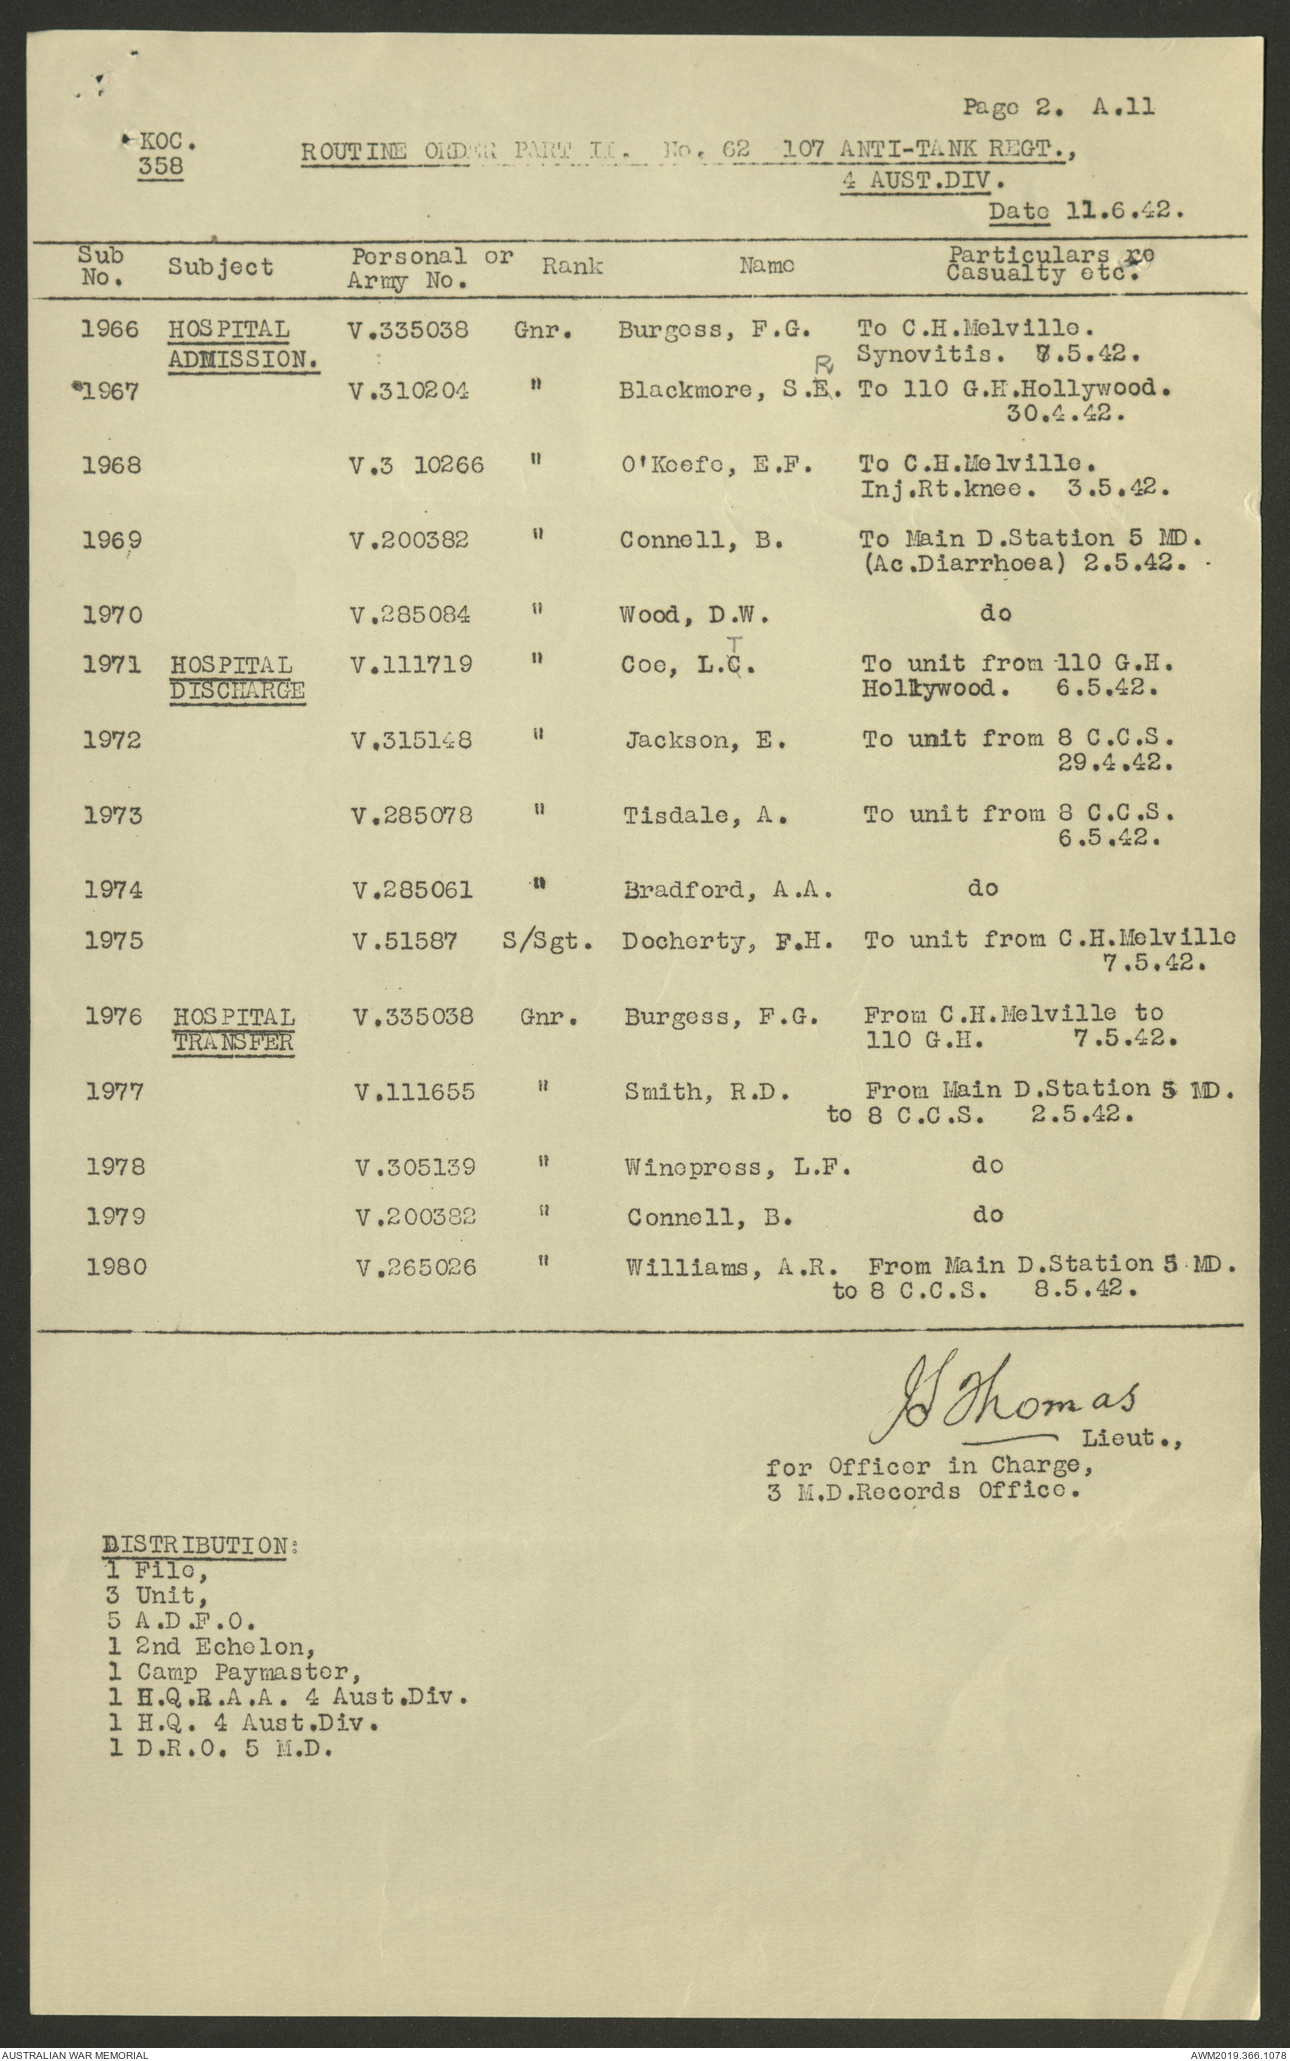 Page 2. A.11
KOC.
358
ROUTINE ORDER PART II. No. 62 107 ANTI-TANK REGT.,
4 AUST.DIV.
Date 11.6.42.
Sub No. Subject Personal or Army No. Rank Name Particulars re Casualty etc.
1966 HOSPITAL V.335038 Gnr. Burgess, F.G. To C.H.Melville.
ADMISSION. Synovitis. 7.5.42.
R
1967 V.310204 " Blackmore, S.E. To 110 G.H.Hollywood.
30.4.42.
1968 V.3 10266 " O'Keefe, E.F. To C.H.Melville.
Inj.Rt.knee. 3.5.42.
1969 V.200382 " Connell, B. To Main D.Station 5 MD.
(Ac.Diarrhoea) 2.5.42.
1970 V.285084 " Wood, D.W. do
T
1971 HOSPITAL V.111719 " Coe, L.C. To unit from 110 G.H.
DISCHARGE Hollywood. 6.5.42.
1972 V.315148 " Jackson, E. To unit from 8 C.C.S.
29.4.42.
1973 V.285078 " Tisdale, A. To unit from 8 C.C.S.
6.5.42.
1974 V.285061 " Bradford, A.A. do
1975 V.51587 S/Sgt. Docherty, F.H. To unit from C.H.Melville
7.5.42.
1976 HOSPITAL V.335038 Gnr. Burgess, F.G. From C.H.Melville to
TRANSFER 110 G.H. 7.5.42.
1977 V.111655 " Smith, R.D. From Main D.Station 5 MD.
to 8 C.C.S. 2.5.42.
1978 V.305139 " Winepress, L.F. do
1979 V.200382 " Connell, B. do
1980 V.265026 " Williams, A.R. From Main D.Station 5 MD.
to 8 C.C.S. 8.5.42.
Thomas
Lieut.,
for Officer in Charge,
3 M.D.Records Office.
DISTRIBUTION:
1 File,
3 Unit,
5 A.D.F.O.
1 2nd Echelon,
1 Camp Paymaster,
1 H.Q.R.A.A. 4 Aust.Div.
1 H.Q. 4 Aust.Div.
1 D.R.O. 5 M.D.
AUSTRALIAN WAR MEMORIAL
AWM2019.366.1078